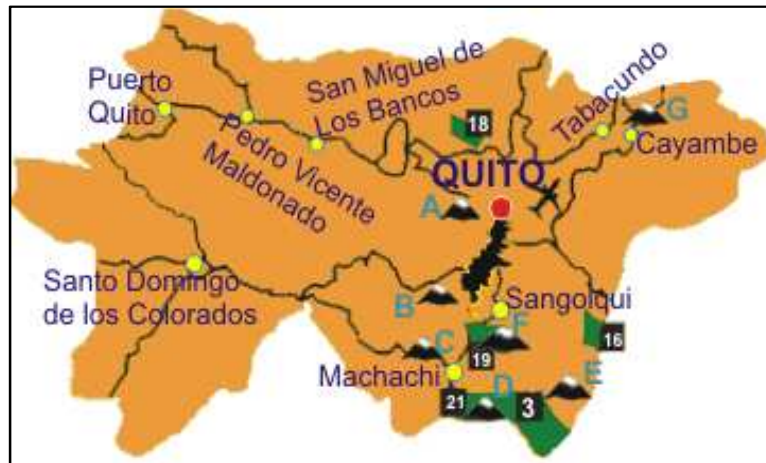 Puerto
Quito
San Miguel de
Los Bancos
Pedro Vicente
Maldonado
18
Tabacundo
G
Cayambe
QUITO
A
Santo Domingo
de los Colorados
B
Sangolqui
C
F
16
19
Machachi
D
E
21
3